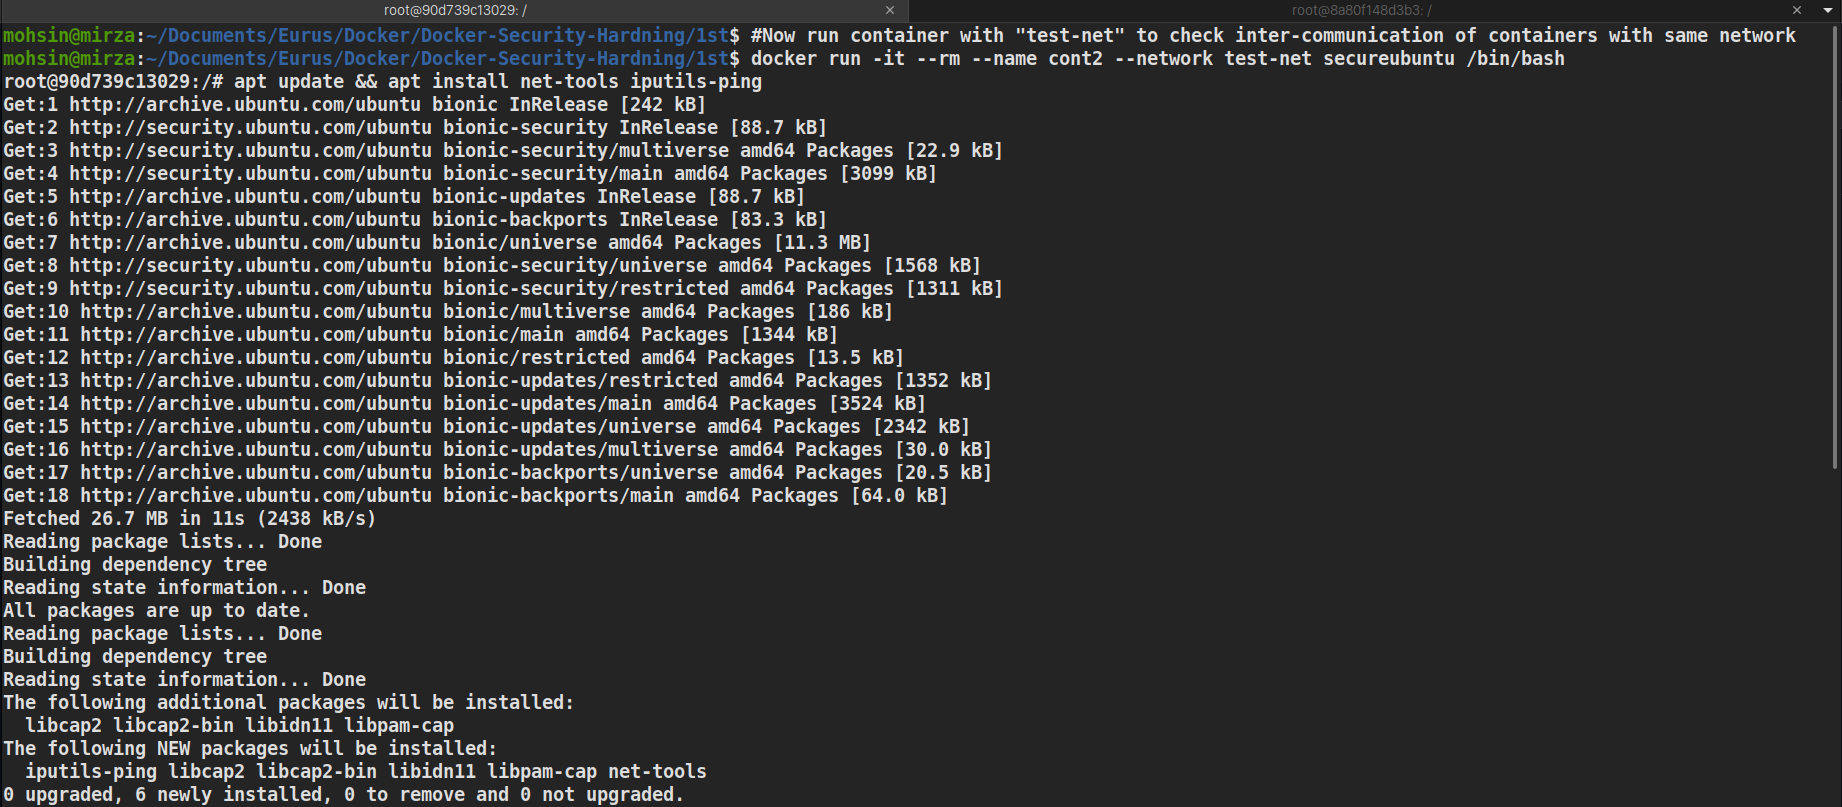 root@90d739c13029: /
root@8a80f148d3b3: /
mohsin@mirza:~/Documents/Eurus/Docker/Docker-Security-Hardning/1st$ #Now run container with "test-net" to check inter-communication of containers with same network
mohsin@mirza:~/Documents/Eurus/Docker/Docker-Security-Hardning/1st$ docker run -it --rm --name cont2 --network test-net secureubuntu /bin/bash
root@90d739c13029:/# apt update && apt install net-tools iputils-ping
Get:1 http://archive.ubuntu.com/ubuntu bionic InRelease [242 kB]
Get:2 http://security.ubuntu.com/ubuntu bionic-security InRelease [88.7 kB]
Get:3 http://security.ubuntu.com/ubuntu bionic-security/multiverse amd64 Packages [22.9 kB]
Get:4 http://security.ubuntu.com/ubuntu bionic-security/main amd64 Packages [3099 kB]
Get:5 http://archive.ubuntu.com/ubuntu bionic-updates InRelease [88.7 kB]
Get:6 http://archive.ubuntu.com/ubuntu bionic-backports InRelease [83.3 kB]
Get:7 http://archive.ubuntu.com/ubuntu bionic/universe amd64 Packages [11.3 MB]
Get:8 http://security.ubuntu.com/ubuntu bionic-security/universe amd64 Packages [1568 kB]
Get:9 http://security.ubuntu.com/ubuntu bionic-security/restricted amd64 Packages [1311 kB]
Get:10 http://archive.ubuntu.com/ubuntu bionic/multiverse amd64 Packages [186 kB]
Get:11 http://archive.ubuntu.com/ubuntu bionic/main amd64 Packages [1344 kB]
Get:12 http://archive.ubuntu.com/ubuntu bionic/restricted amd64 Packages [13.5 kB]
Get:13 http://archive.ubuntu.com/ubuntu bionic-updates/restricted amd64 Packages [1352 kB]
Get:14 http://archive.ubuntu.com/ubuntu bionic-updates/main amd64 Packages [3524 kB]
Get:15 http://archive.ubuntu.com/ubuntu bionic-updates/universe amd64 Packages [2342 kB]
Get:16 http://archive.ubuntu.com/ubuntu bionic-updates/multiverse amd64 Packages [30.0 kB]
Get:17 http://archive.ubuntu.com/ubuntu bionic-backports/universe amd64 Packages [20.5 kB]
Get:18 http://archive.ubuntu.com/ubuntu bionic-backports/main amd64 Packages [64.0 kB]
Fetched 26.7 MB in 11s (2438 kB/s)
Reading package lists... Done
Building dependency tree
Reading state information... Done
All packages are up to date.
Reading package lists... Done
Building dependency tree
Reading state information... Done
The following additional packages will be installed:
  libcap2 libcap2-bin libidn11 libpam-cap
The following NEW packages will be installed:
  iputils-ping libcap2 libcap2-bin libidn11 libpam-cap net-tools
0 upgraded, 6 newly installed, 0 to remove and 0 not upgraded.